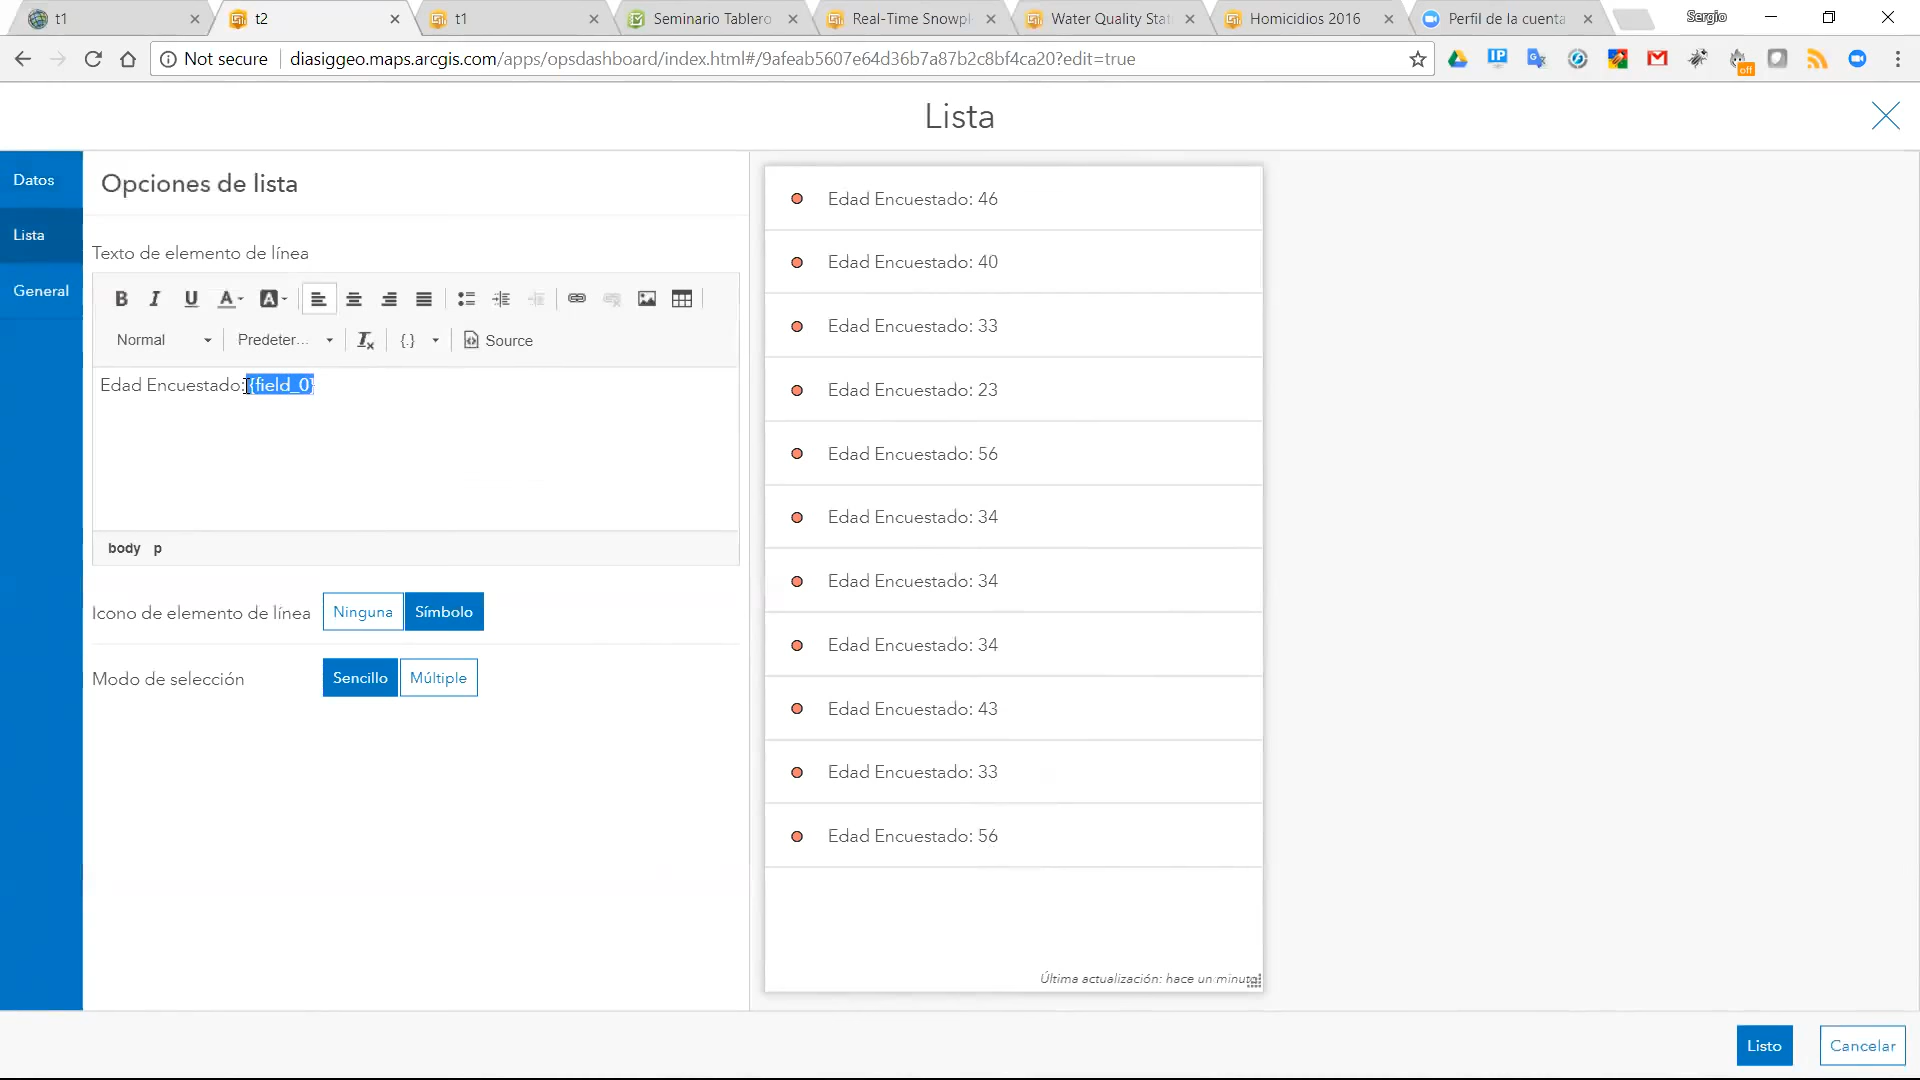 t1
t2
t1
Seminario Tablero
Real-Time Snowpl
Water Quality Stat
Homicidios 2016
Perfil de la cuenta
Sergio
Not secure
diasiggeo.maps.arcgis.com/apps/opsdashboard/index.html#/9afeab5607e64d36b7a87b2c8bf4ca20?edit=true
IP
off
Lista
Datos
Lista
General
Opciones de lista
Texto de elemento de línea
B I U A A
Normal
Predeter...
{.}
Source
Edad Encuestado: {field_0}
body p
Icono de elemento de línea
Ninguna
Símbolo
Modo de selección
Sencillo
Múltiple
Edad Encuestado: 46
Edad Encuestado: 40
Edad Encuestado: 33
Edad Encuestado: 23
Edad Encuestado: 56
Edad Encuestado: 34
Edad Encuestado: 34
Edad Encuestado: 34
Edad Encuestado: 43
Edad Encuestado: 33
Edad Encuestado: 56
Última actualización: hace un minuto
Listo
Cancelar